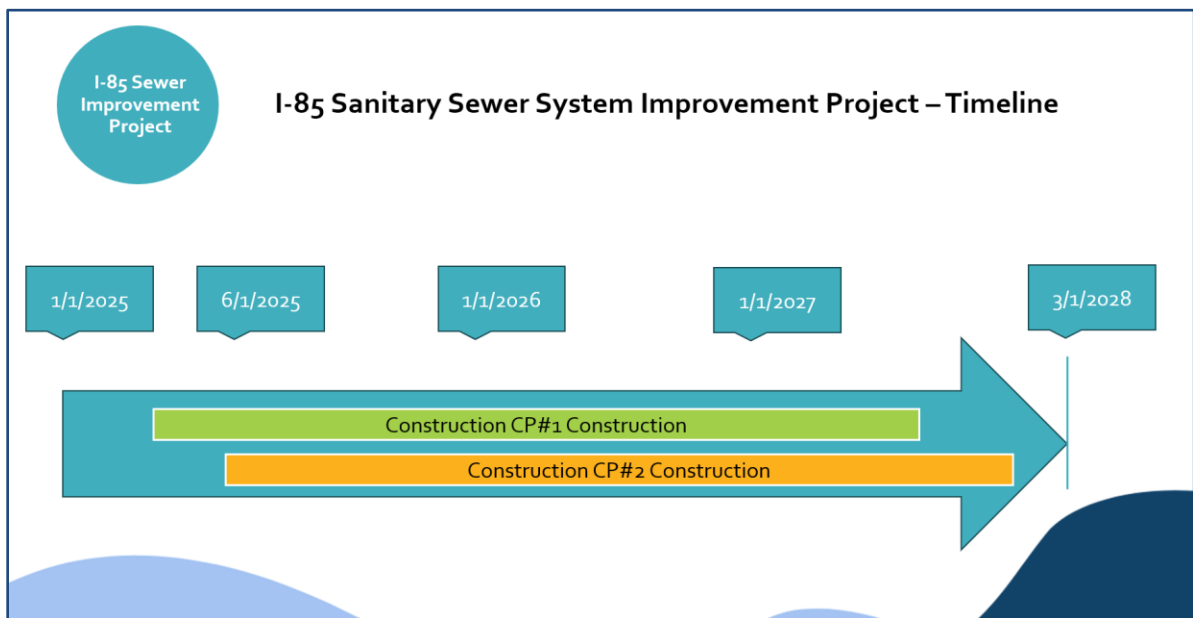 I-85 Sewer
Improvement
Project
I-85 Sanitary Sewer System Improvement Project – Timeline
1/1/2025
6/1/2025
1/1/2026
1/1/2027
3/1/2028
Construction CP#1 Construction
Construction CP#2 Construction